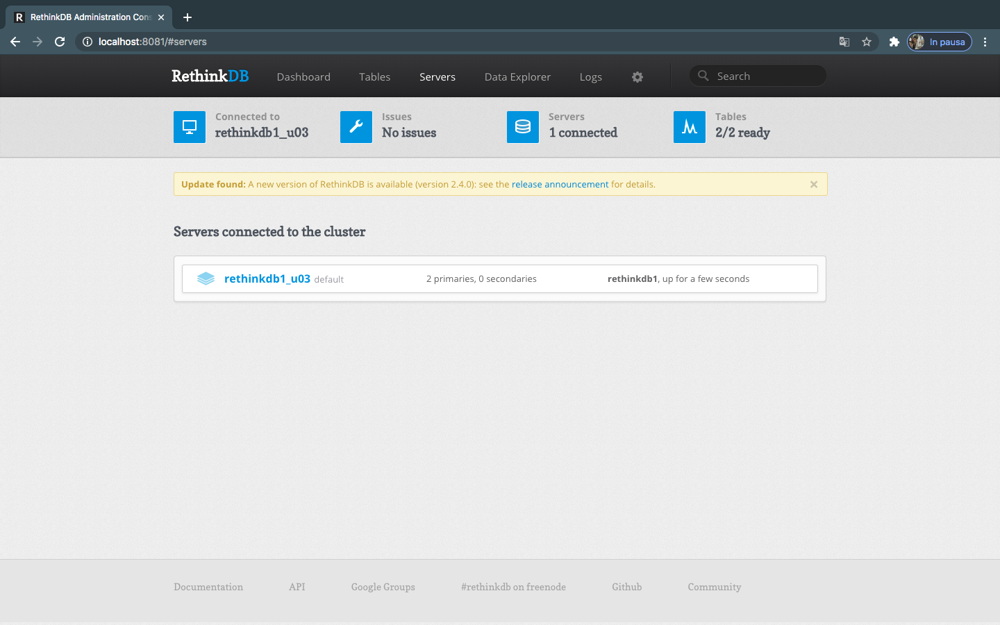 RethinkDB Administration Cons
localhost:8081/#servers
In pausa
RethinkDB Dashboard Tables Servers Data Explorer Logs Search
Connected to
rethinkdb1_u03
Issues
No issues
Servers
1 connected
Tables
2/2 ready
Update found: A new version of RethinkDB is available (version 2.4.0): see the release announcement for details.
Servers connected to the cluster
rethinkdb1_u03 default 2 primaries, 0 secondaries rethinkdb1, up for a few seconds
Documentation API Google Groups #rethinkdb on freenode Github Community